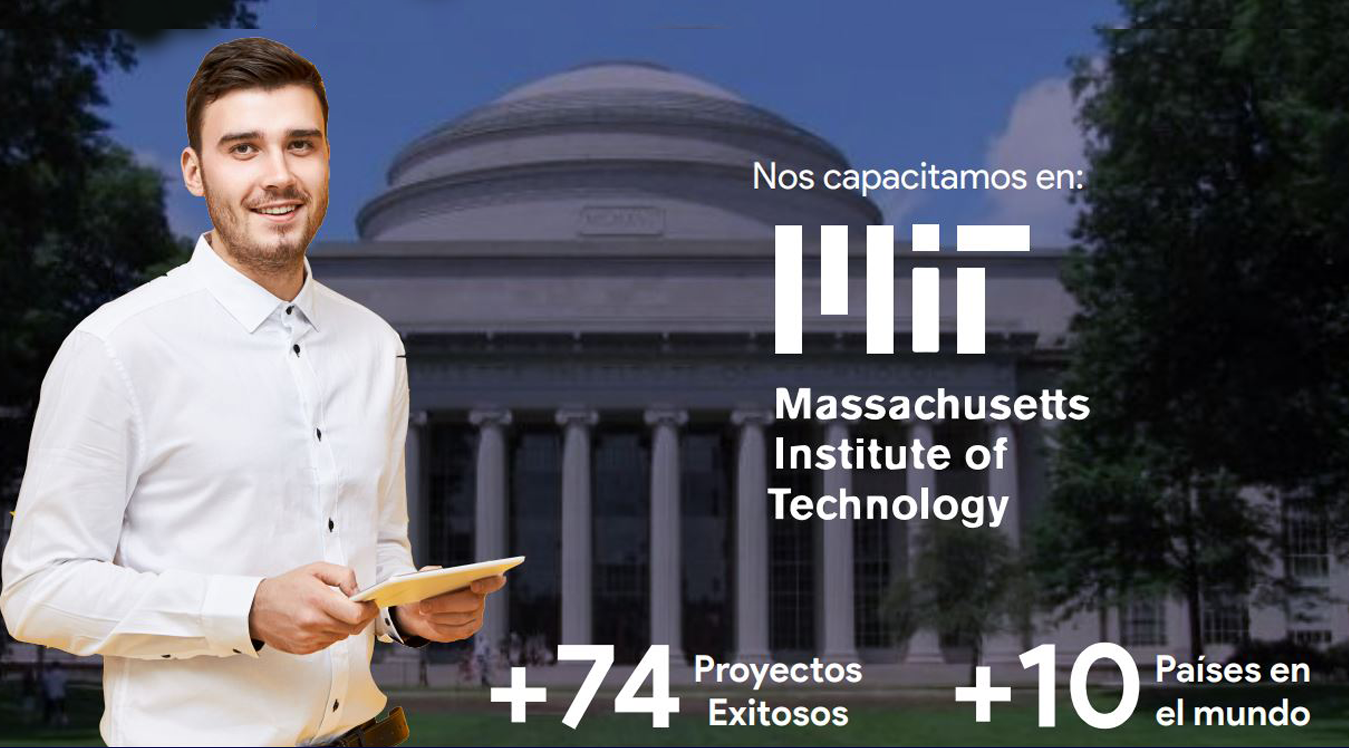 Nos capacitamos en:
MiT
Massachusetts
Institute of
Technology
+74 Proyectos
Exitosos
+10 Países en
el mundo